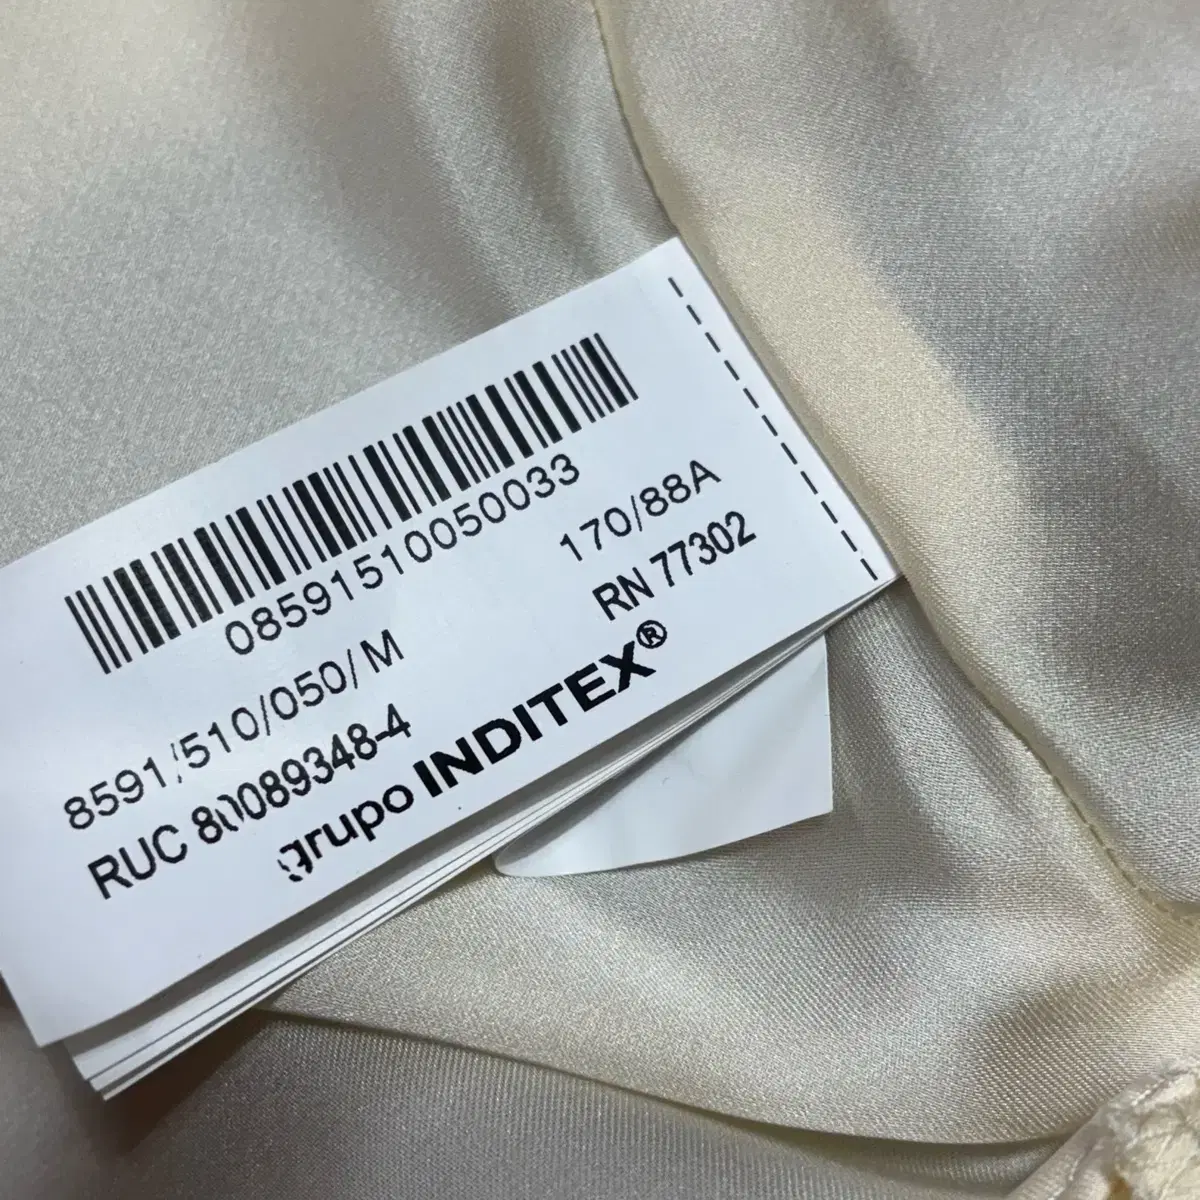 08591510050033
8591/510/050/ M 170/88A
RUC 80089348-4 RN 77302
grupo INDITEX®